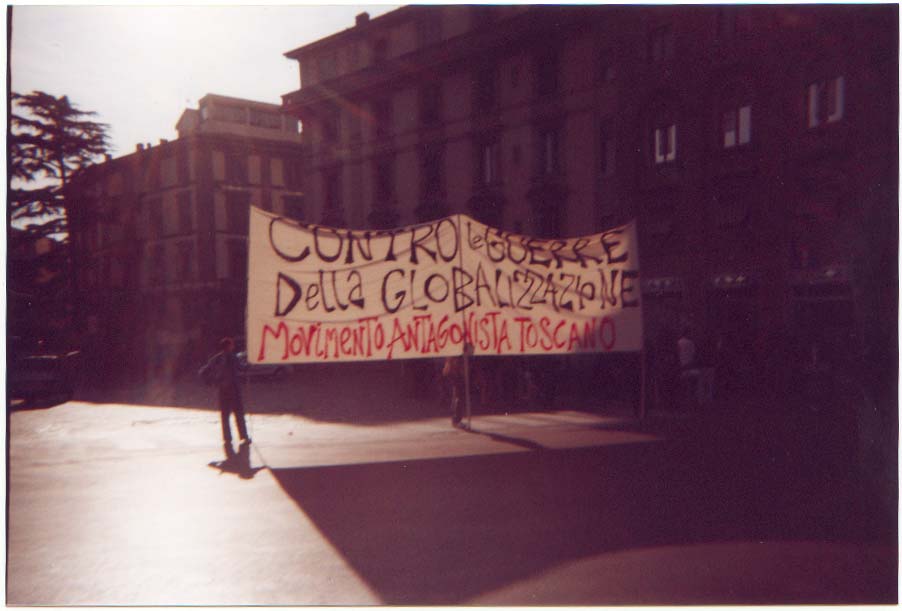 CONTRO le GUERRE
Della GLOBALIZZAZIONE
MOVIMENTO ANTAGONISTA TOSCANO